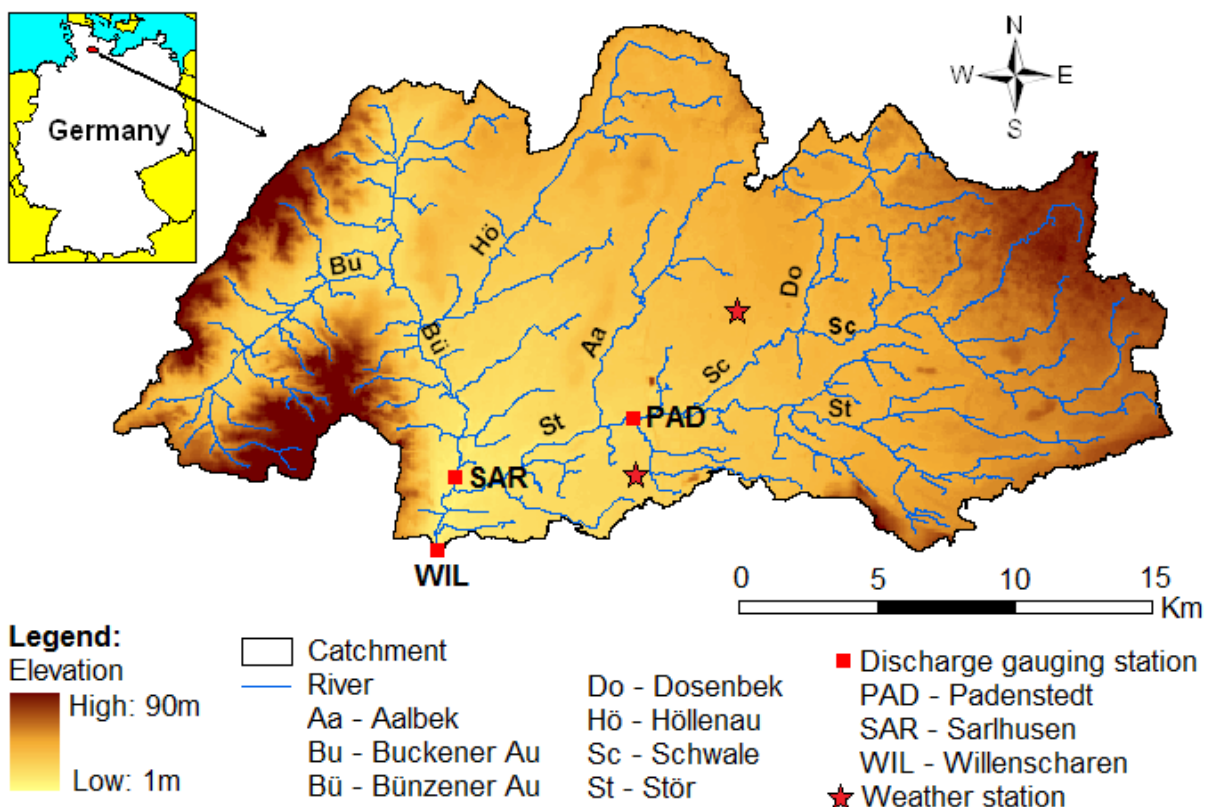 Germany
N
W E
S
Hö
Bu
Do
Bü
Aa
Sc
Sc
St
St
PAD
SAR
WIL
0 5 10 15
Km
Legend:
Elevation
High: 90m
Low: 1m
Catchment
River
Aa - Aalbek
Bu - Buckener Au
Bü - Bünzener Au
Do - Dosenbek
Hö - Höllenau
Sc - Schwale
St - Stör
Discharge gauging station
PAD - Padenstedt
SAR - Sarlhusen
WIL - Willenscharen
Weather station